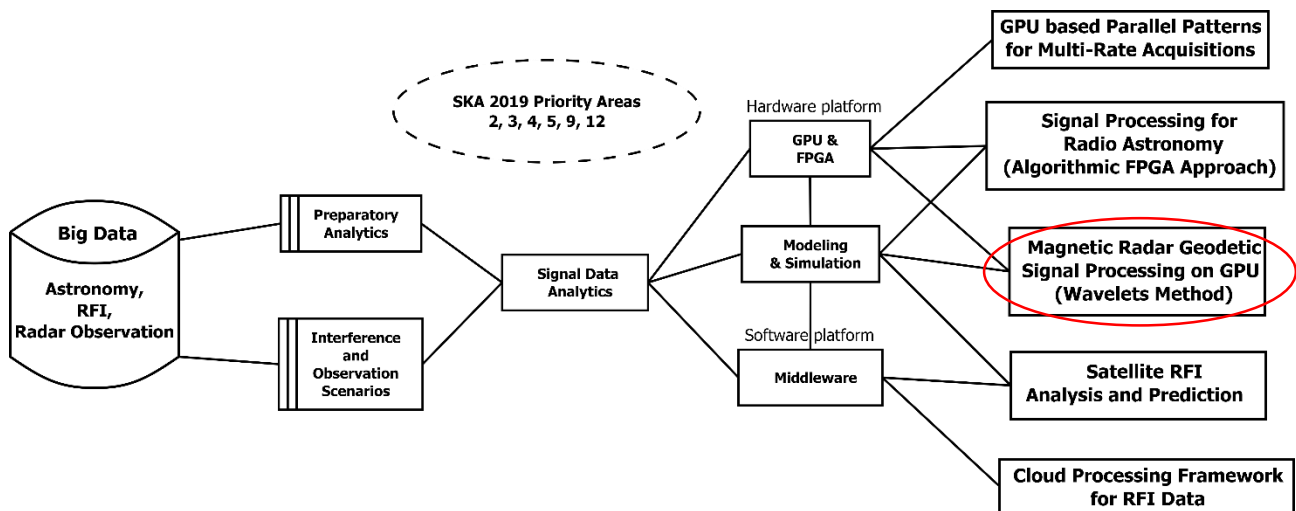 SKA 2019 Priority Areas
2, 3, 4, 5, 9, 12
Big Data
Astronomy,
RFI,
Radar Observation
Preparatory
Analytics
Interference
and
Observation
Scenarios
Signal Data
Analytics
Hardware platform
GPU &
FPGA
Modeling
& Simulation
Software platform
Middleware
GPU based Parallel Patterns
for Multi-Rate Acquisitions
Signal Processing for
Radio Astronomy
(Algorithmic FPGA Approach)
Magnetic Radar Geodetic
Signal Processing on GPU
(Wavelets Method)
Satellite RFI
Analysis and Prediction
Cloud Processing Framework
for RFI Data